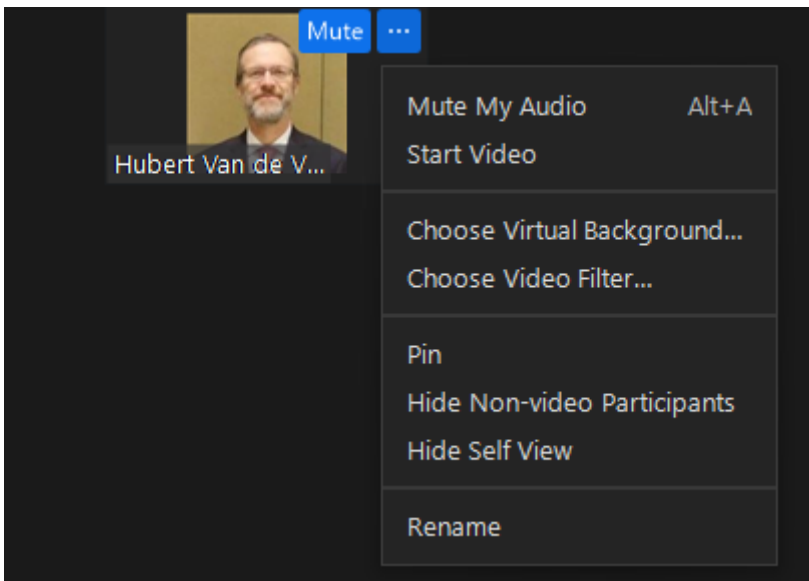 Mute ...
Hubert Van de V...
Mute My Audio Alt+A
Start Video
Choose Virtual Background...
Choose Video Filter...
Pin
Hide Non-video Participants
Hide Self View
Rename